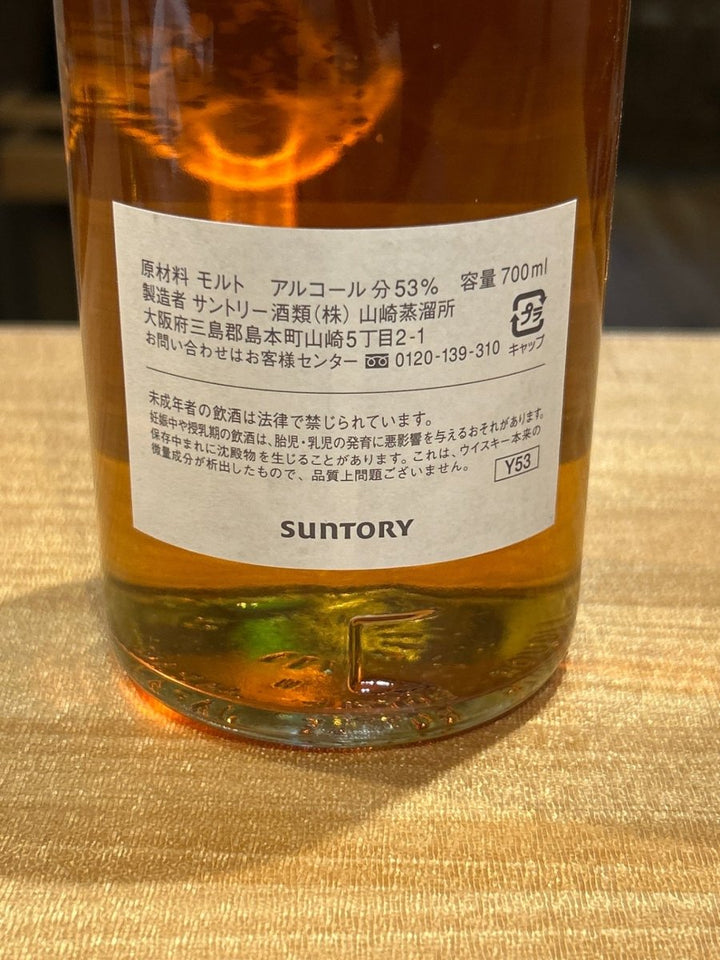 原材料 モルト アルコール分53% 容量700ml
製造者 サントリー酒類(株) 山崎蒸溜所
大阪府三島郡島本町山崎5丁目2-1
お問い合わせはお客様センター 0120-139-310
プラ
キャップ
未成年者の飲酒は法律で禁じられています。
妊娠中や授乳期の飲酒は、胎児・乳児の発育に悪影響を与えるおそれがあります。
保存中まれに沈殿物を生じることがあります。これは、ウイスキー本来の
微量成分が析出したもので、品質上問題ございません。
Y53
SUNTORY